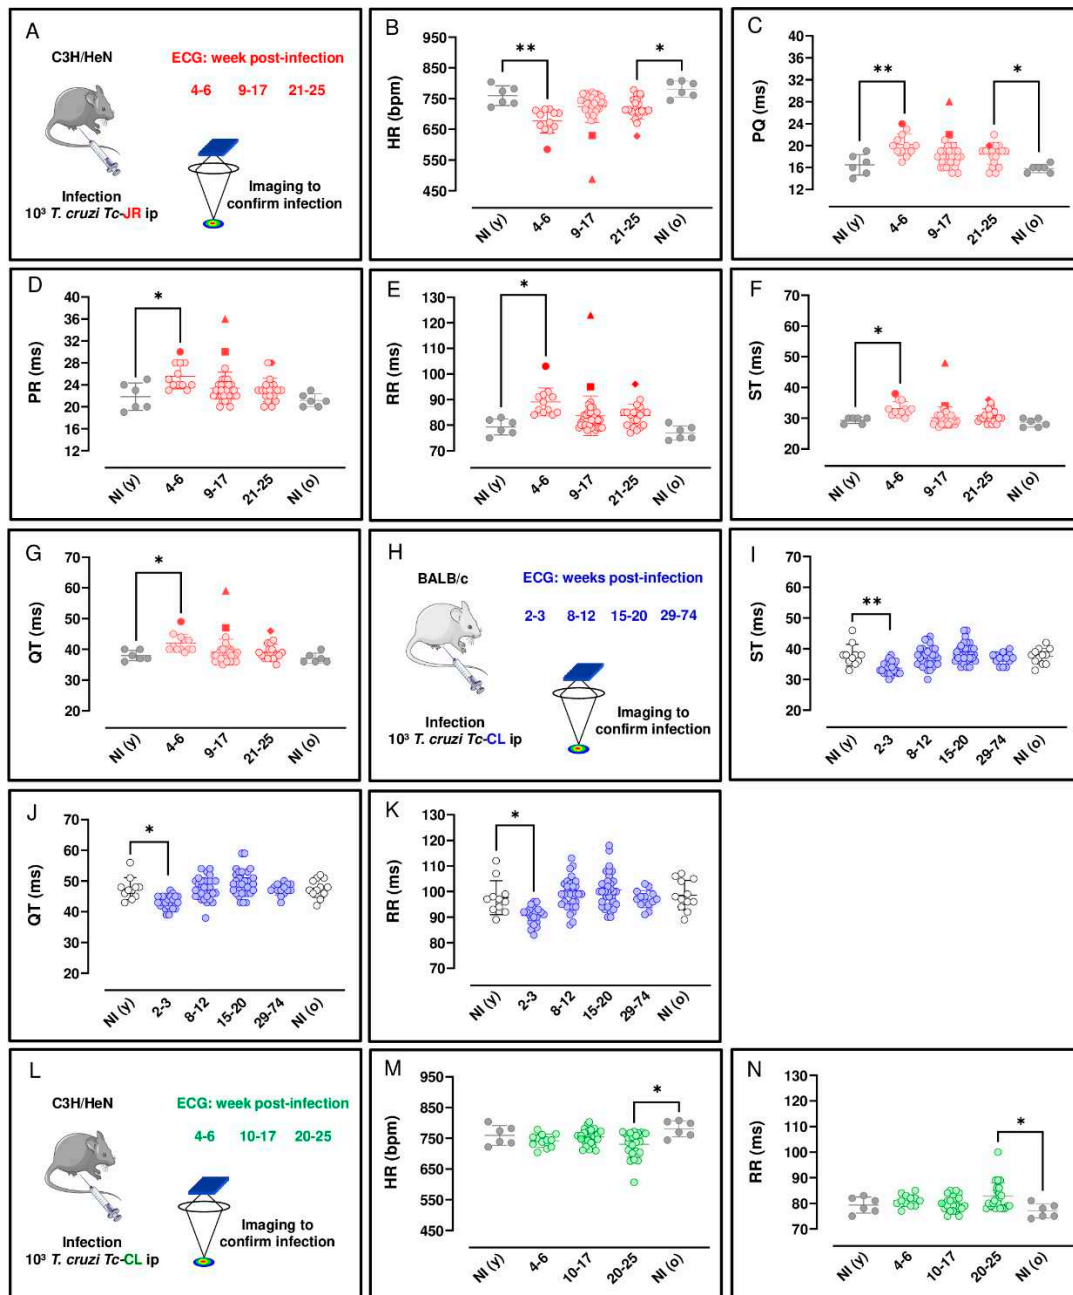 A
C3H/HeN
ECG: week post-infection
4-6 9-17 21-25
Infection
10³ T. cruzi Tc-JR ip
Imaging to
confirm infection
B
HR (bpm)
950
850
750
650
550
450
**
*
NI (y) 4-6 9-17 21-25 NI (o)
C
PQ (ms)
32
28
24
20
16
12
**
*
NI (y) 4-6 9-17 21-25 NI (o)
D
PR (ms)
40
36
32
28
24
20
16
12
*
NI (y) 4-6 9-17 21-25 NI (o)
E
RR (ms)
130
120
110
100
90
80
70
*
NI (y) 4-6 9-17 21-25 NI (o)
F
ST (ms)
70
60
50
40
30
20
*
NI (y) 4-6 9-17 21-25 NI (o)
G
QT (ms)
70
60
50
40
30
20
*
NI (y) 4-6 9-17 21-25 NI (o)
H
BALB/c
ECG: weeks post-infection
2-3 8-12 15-20 29-74
Infection
10³ T. cruzi Tc-CL ip
Imaging to
confirm infection
I
ST (ms)
70
60
50
40
30
20
**
NI (y) 2-3 8-12 15-20 29-74 NI (o)
J
QT (ms)
70
60
50
40
30
20
*
NI (y) 2-3 8-12 15-20 29-74 NI (o)
K
RR (ms)
130
120
110
100
90
80
70
*
NI (y) 2-3 8-12 15-20 29-74 NI (o)
L
C3H/HeN
ECG: week post-infection
4-6 10-17 20-25
Infection
10³ T. cruzi Tc-CL ip
Imaging to
confirm infection
M
HR (bpm)
950
850
750
650
550
450
*
NI (y) 4-6 10-17 20-25 NI (o)
N
RR (ms)
130
120
110
100
90
80
70
*
NI (y) 4-6 10-17 20-25 NI (o)